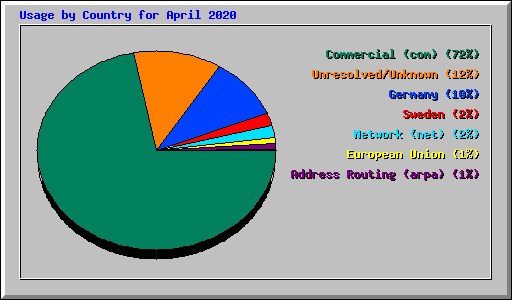 Usage by Country for April 2020
Commercial (com) (72%)
Unresolved/Unknown (12%)
Germany (10%)
Sweden (2%)
Network (net) (2%)
European Union (1%)
Address Routing (arpa) (1%)